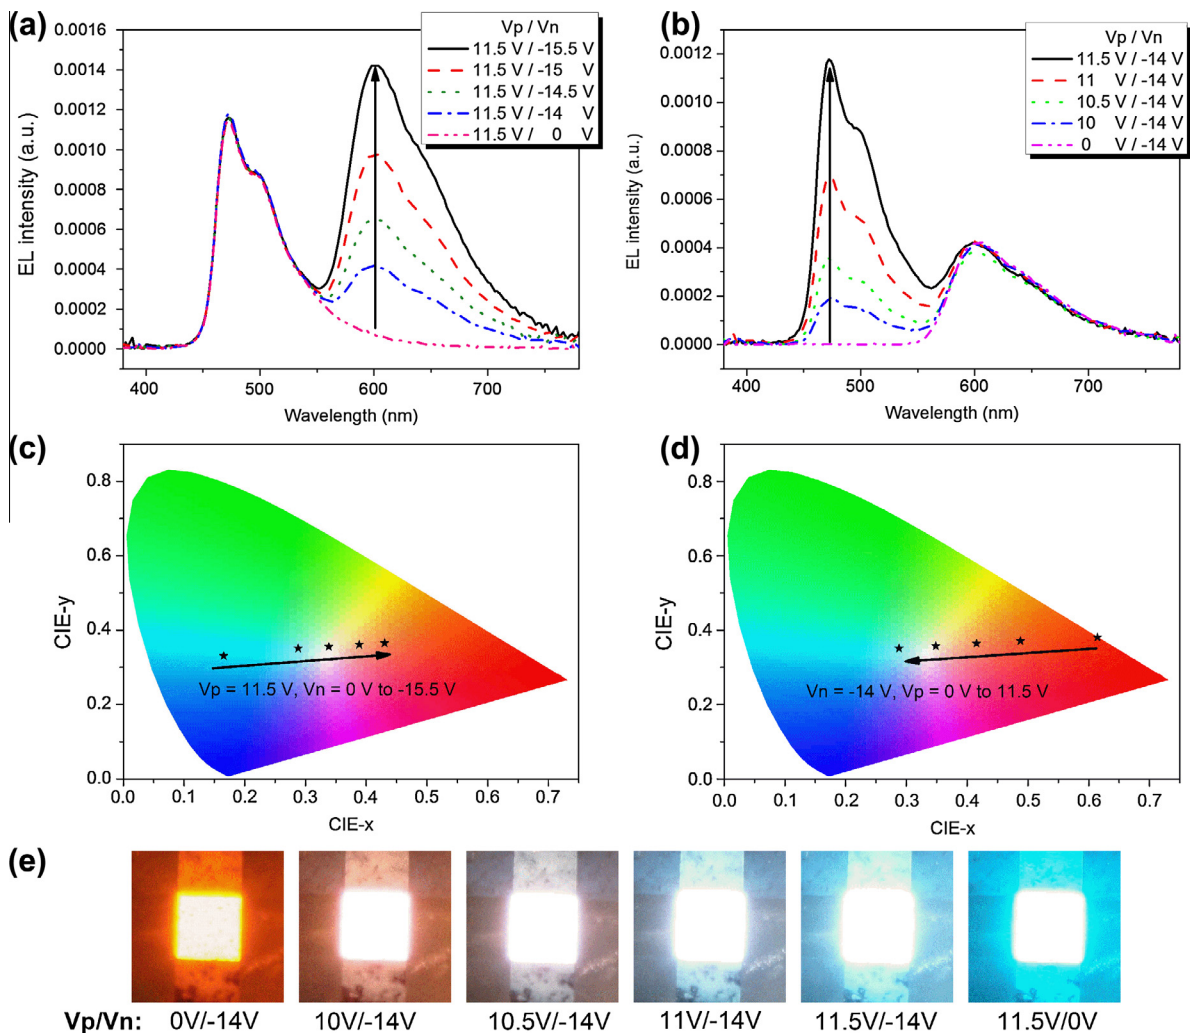 (a)
Vp / Vn
11.5 V / -15.5 V
11.5 V / -15 V
11.5 V / -14.5 V
11.5 V / -14 V
11.5 V / 0 V
EL intensity (a.u.)
0.0016
0.0014
0.0012
0.0010
0.0008
0.0006
0.0004
0.0002
0.0000
400 500 600 700
Wavelength (nm)
(b)
Vp / Vn
11.5 V / -14 V
11 V / -14 V
10.5 V / -14 V
10 V / -14 V
0 V / -14 V
EL intensity (a.u.)
0.0012
0.0010
0.0008
0.0006
0.0004
0.0002
0.0000
400 500 600 700
Wavelength (nm)
(c)
CIE-y
0.8
0.6
0.4
0.2
0.0
Vp = 11.5 V, Vn = 0 V to -15.5 V
0.0 0.1 0.2 0.3 0.4 0.5 0.6 0.7
CIE-x
(d)
CIE-y
0.8
0.6
0.4
0.2
0.0
Vn = -14 V, Vp = 0 V to 11.5 V
0.0 0.1 0.2 0.3 0.4 0.5 0.6 0.7
CIE-x
(e)
Vp/Vn: 0V/-14V 10V/-14V 10.5V/-14V 11V/-14V 11.5V/-14V 11.5V/0V